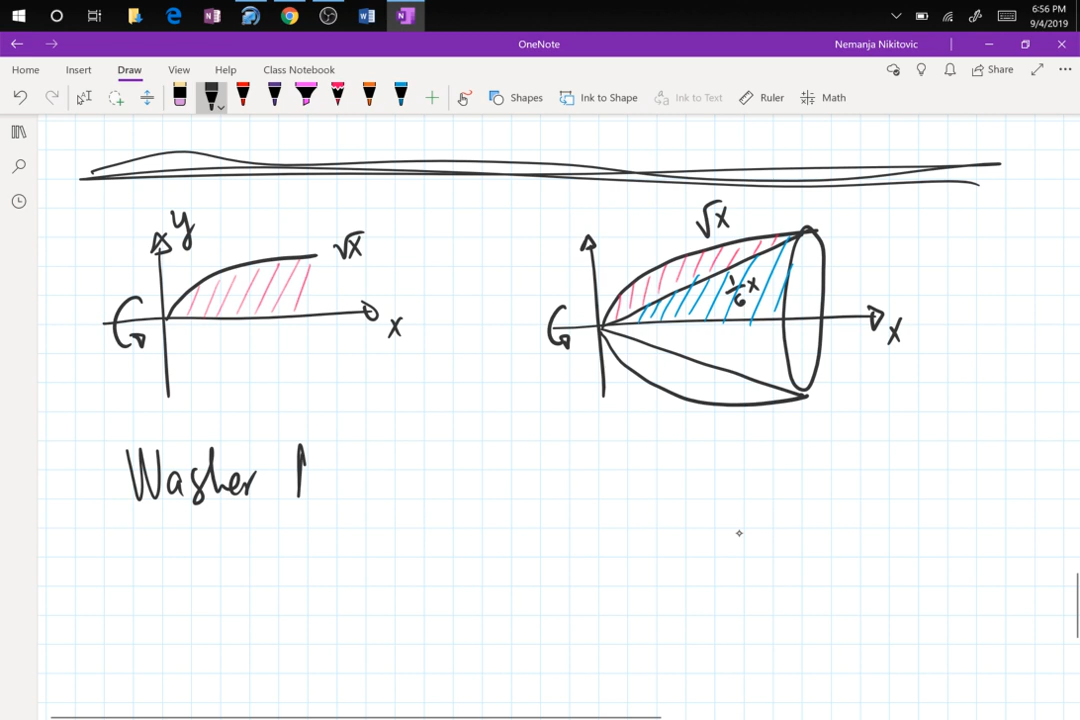 6:56 PM
9/4/2019
OneNote
Nemanja Nikitovic
Home Insert Draw View Help Class Notebook
Share
Shapes Ink to Shape Ink to Text Ruler Math
y
√x
x
√x
1/6 x
x
Washer